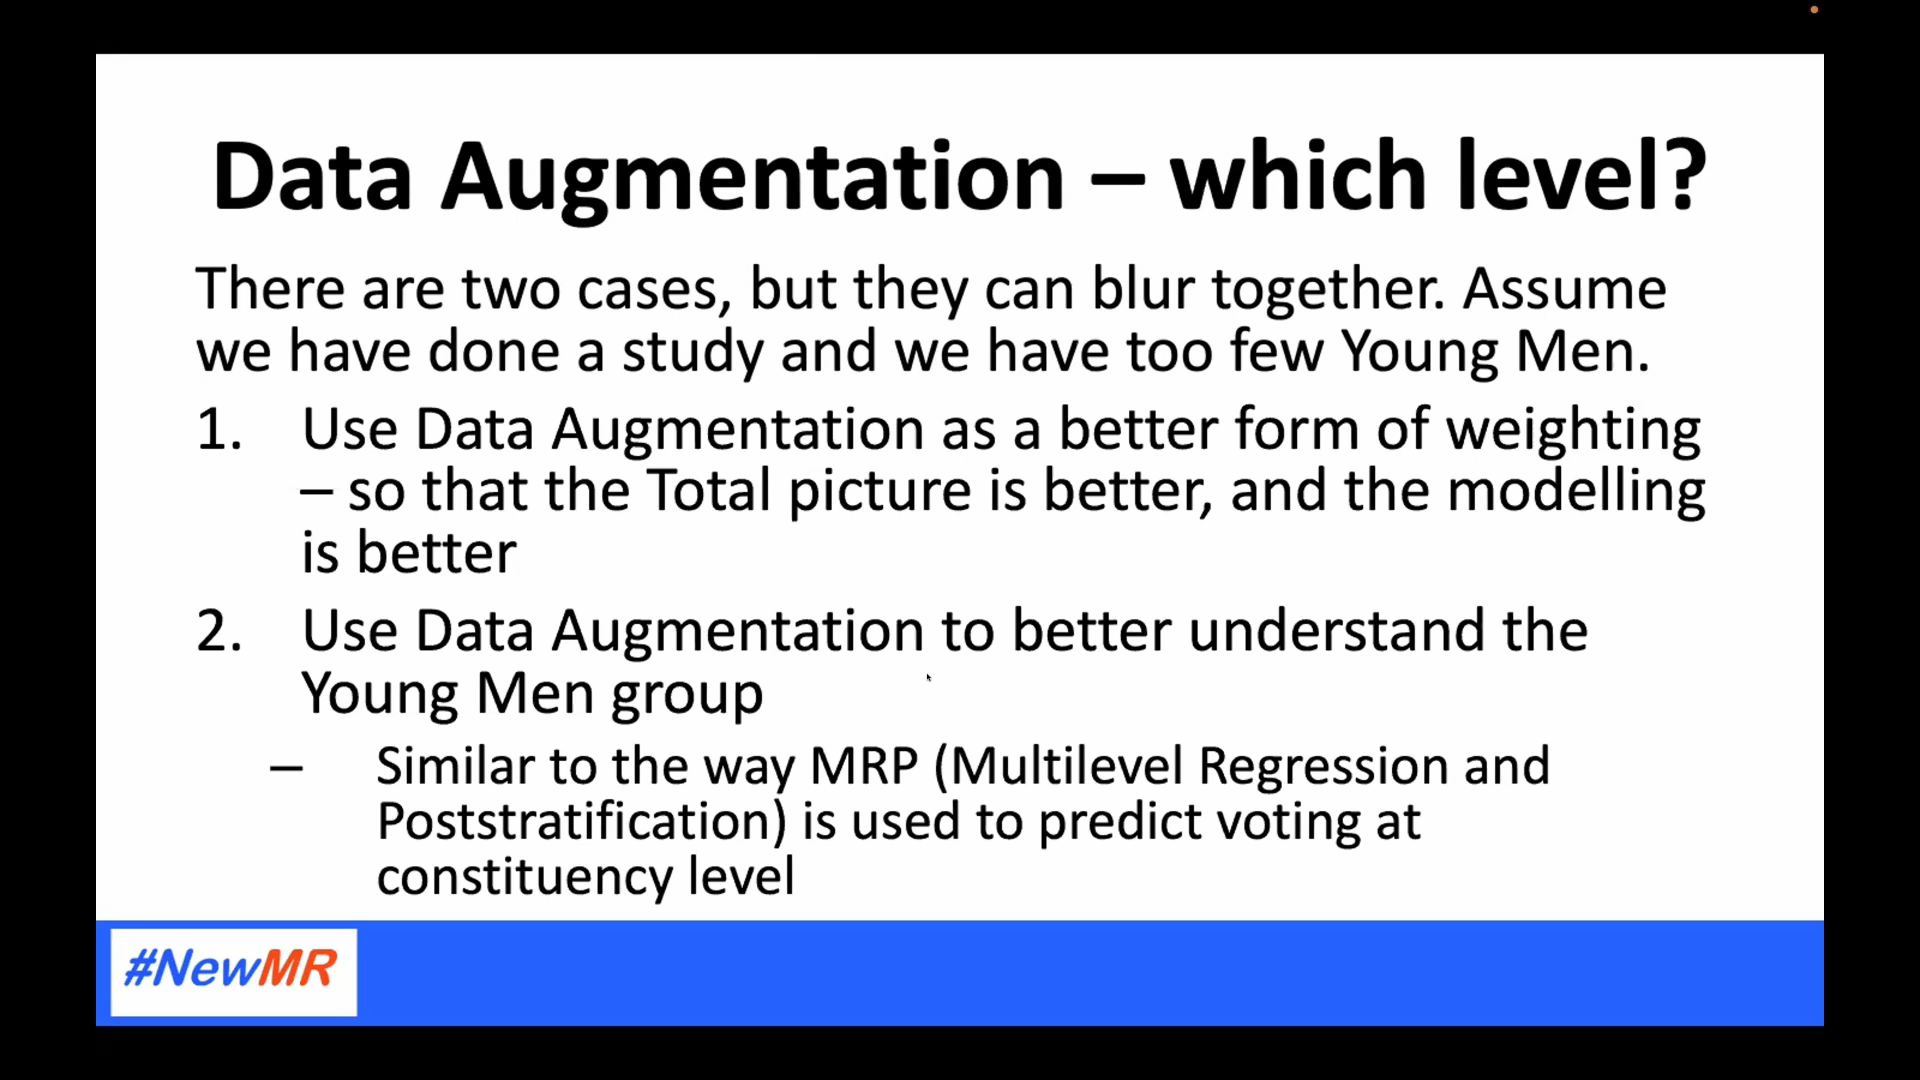 Data Augmentation – which level?
There are two cases, but they can blur together. Assume
we have done a study and we have too few Young Men.
1. Use Data Augmentation as a better form of weighting
– so that the Total picture is better, and the modelling
is better
2. Use Data Augmentation to better understand the
Young Men group
– Similar to the way MRP (Multilevel Regression and
Poststratification) is used to predict voting at
constituency level
#NewMR